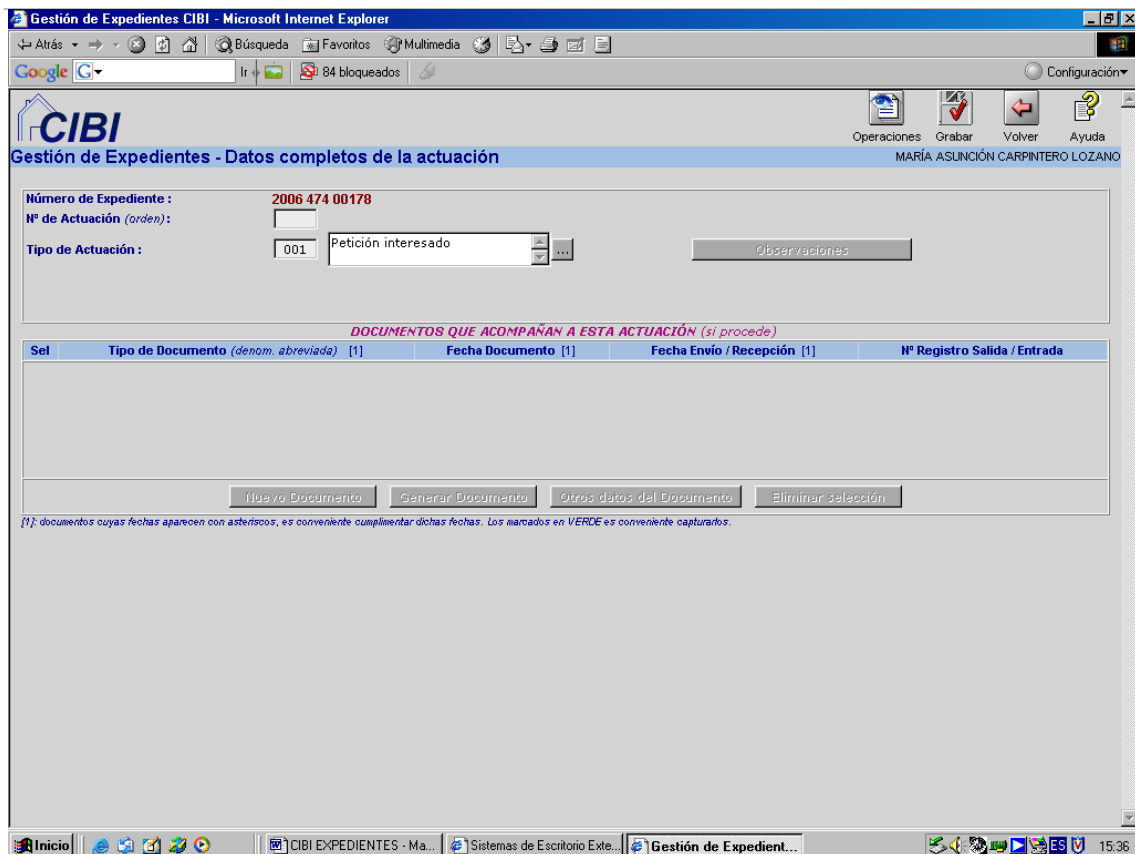 Gestión de Expedientes CIBI - Microsoft Internet Explorer
Atrás Búsqueda Favoritos Multimedia
Google G Ir 84 bloqueados Configuración
CIBI
Operaciones Grabar Volver Ayuda
Gestión de Expedientes - Datos completos de la actuación MARÍA ASUNCIÓN CARPINTERO LOZANO
Número de Expediente : 2006 474 00178
Nº de Actuación (orden) :
Tipo de Actuación : 001 Petición interesado ... Observaciones
DOCUMENTOS QUE ACOMPAÑAN A ESTA ACTUACIÓN (si procede)
Sel Tipo de Documento (denom. abreviada) [1] Fecha Documento [1] Fecha Envío / Recepción [1] Nº Registro Salida / Entrada
Nuevo Documento Generar Documento Otros datos del Documento Eliminar selección
[1]: documentos cuyas fechas aparecen con asteriscos, es conveniente cumplimentar dichas fechas. Los marcados en VERDE es conveniente capturarlos.
Inicio CIBI EXPEDIENTES - Ma... Sistemas de Escritorio Exte... Gestión de Expedient... ES 15:36